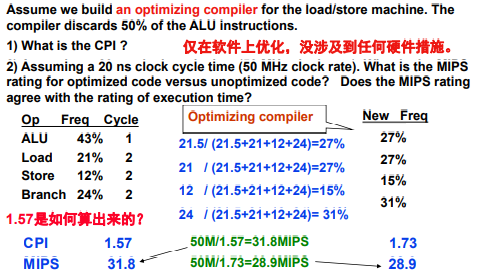 Assume we build an optimizing compiler for the load/store machine. The
compiler discards 50% of the ALU instructions.
1) What is the CPI ?
仅在软件上优化，没涉及到任何硬件措施。
2) Assuming a 20 ns clock cycle time (50 MHz clock rate). What is the MIPS
rating for optimized code versus unoptimized code? Does the MIPS rating
agree with the rating of execution time?
Op Freq Cycle
Optimizing compiler
New Freq
ALU 43% 1
21.5/ (21.5+21+12+24)=27%
27%
Load 21% 2
21 / (21.5+21+12+24)=27%
27%
Store 12% 2
12 / (21.5+21+12+24)=15%
15%
Branch 24% 2
24 / (21.5+21+12+24)= 31%
31%
1.57是如何算出来的？
CPI 1.57
50M/1.57=31.8MIPS
1.73
MIPS 31.8
50M/1.73=28.9MIPS
28.9